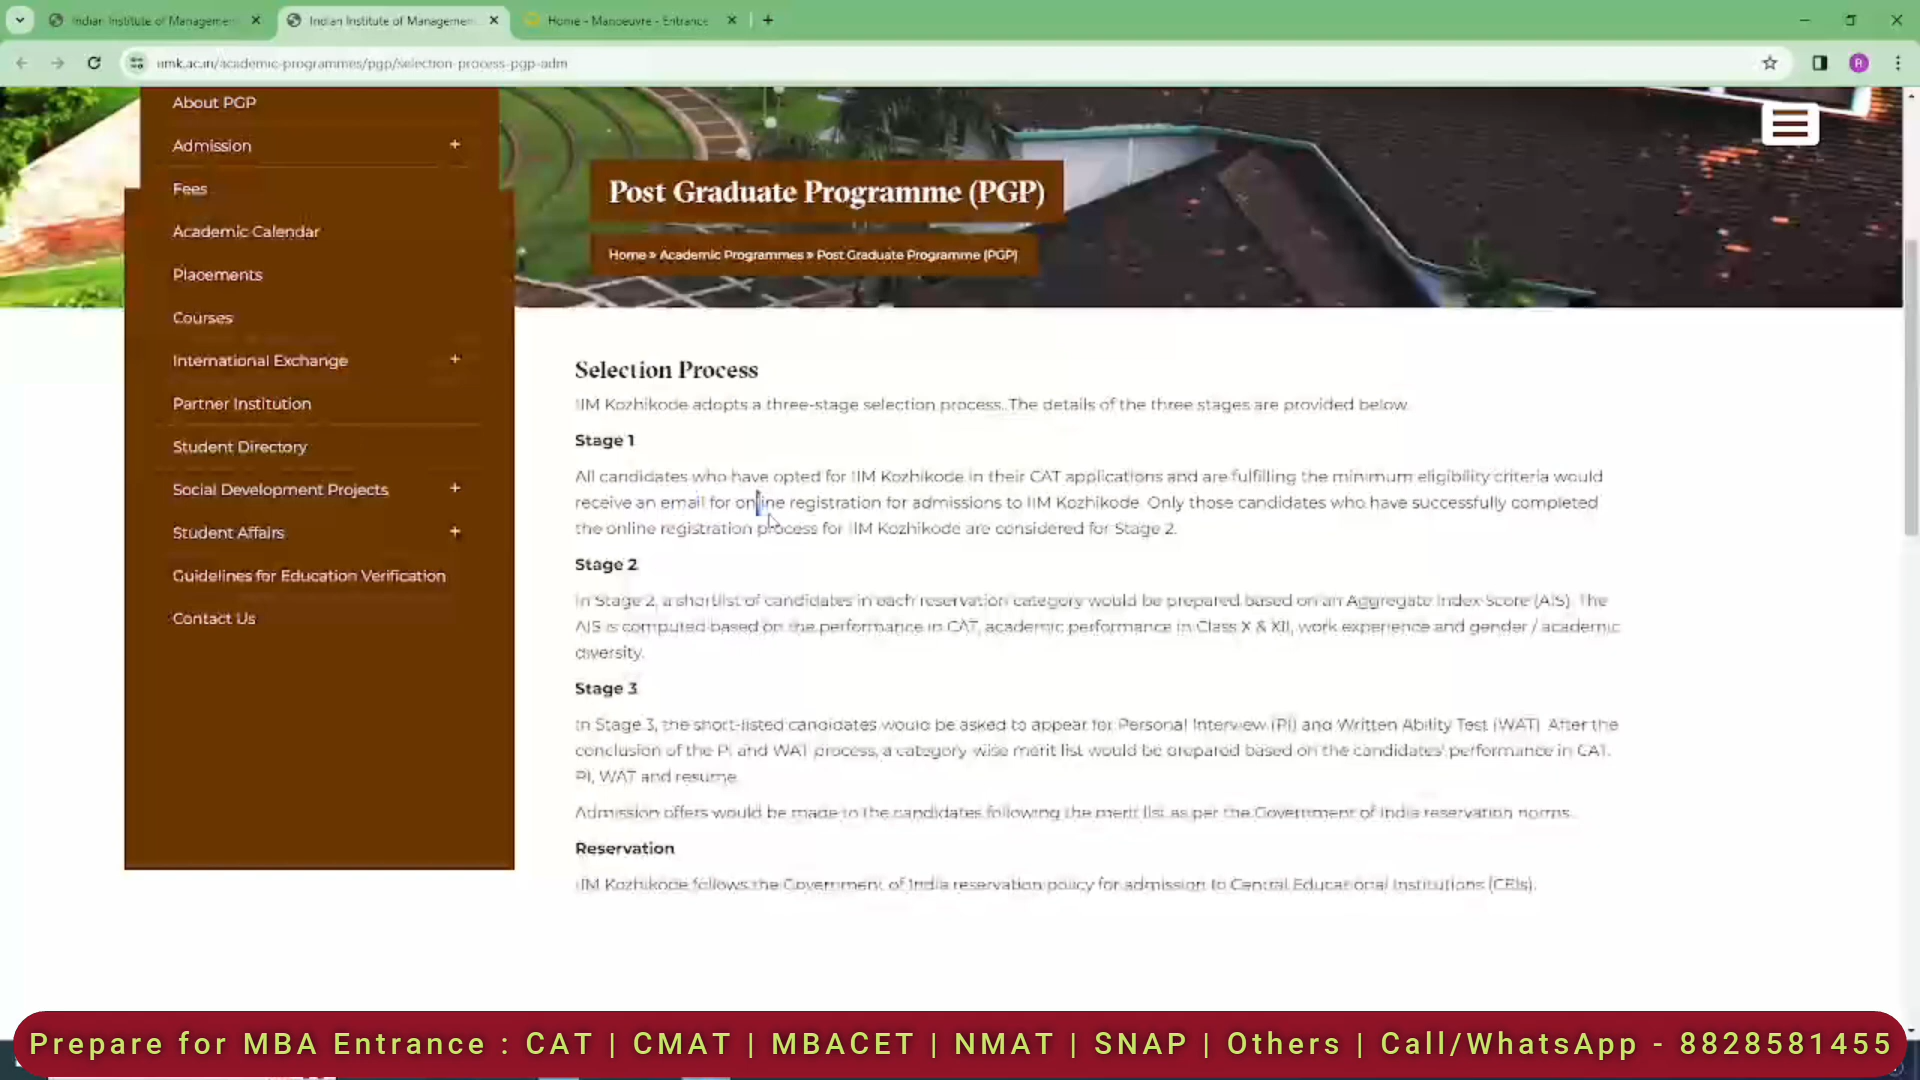 Indian Institute of Managemen
Indian Institute of Managemen
Home - Manoeuvre - Entrance
iimk.ac.in/academic-programmes/pgp/selection-process-pgp-adm
R
About PGP
Admission +
Fees
Academic Calendar
Placements
Courses
International Exchange +
Partner Institution
Student Directory
Social Development Projects +
Student Affairs +
Guidelines for Education Verification
Contact Us
Post Graduate Programme (PGP)
Home » Academic Programmes » Post Graduate Programme (PGP)
Selection Process
IIM Kozhikode adopts a three-stage selection process. The details of the three stages are provided below.
Stage 1
All candidates who have opted for IIM Kozhikode in their CAT applications and are fulfilling the minimum eligibility criteria would
receive an email for online registration for admissions to IIM Kozhikode. Only those candidates who have successfully completed
the online registration process for IIM Kozhikode are considered for Stage 2.
Stage 2
In Stage 2, a shortlist of candidates in each reservation category would be prepared based on an Aggregate Index Score (AIS). The
AIS is computed based on the performance in CAT, academic performance in Class X & XII, work experience and gender / academic
diversity.
Stage 3
In Stage 3, the short-listed candidates would be asked to appear for Personal Interview (PI) and Written Ability Test (WAT). After the
conclusion of the PI and WAT process, a category wise merit list would be prepared based on the candidates' performance in CAT,
PI, WAT and resume.
Admission offers would be made to the candidates following the merit list as per the Government of India reservation norms.
Reservation
IIM Kozhikode follows the Government of India reservation policy for admission to Central Educational Institutions (CEIs).
Prepare for MBA Entrance : CAT | CMAT | MBACET | NMAT | SNAP | Others | Call/WhatsApp - 8828581455